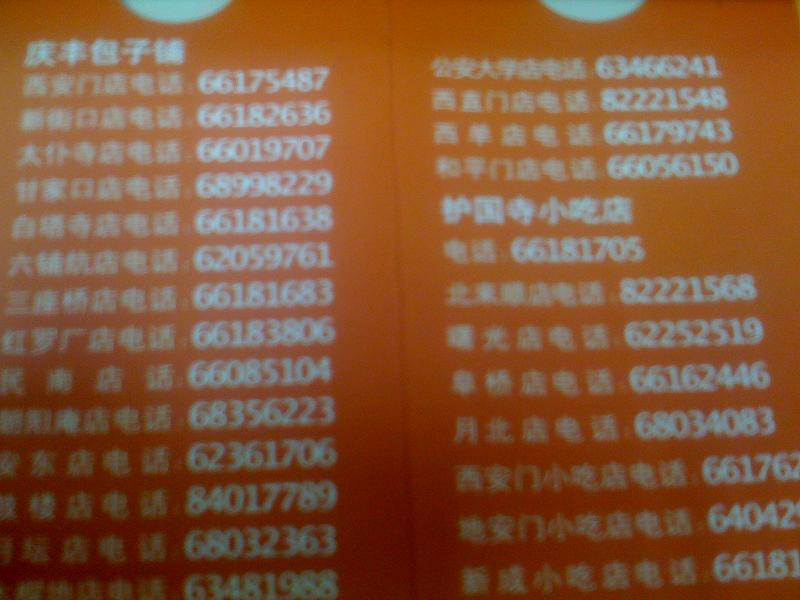 庆丰包子铺
西安门店电话:66175487
新街口店电话:66182636
太仆寺店电话:66019707
甘家口店电话:68998229
白塔寺店电话:66181638
六铺炕店电话:62059761
三座桥店电话:66181683
红罗厂店电话:66183806
民南店 话:66085104
朝阳庵店电话:68356223
安东店电话:62361706
鼓楼店电话:84017789
月坛店电话:68032363
店电话:63481988
公安大学店电话:63466241
西直门店电话:82221548
西单店电话:66179743
和平门店电话:66056150
护国寺小吃店
电话:66181705
北来顺店电话:82221568
曙光店电话:62252519
阜桥店电话:66162446
月北店电话:68034083
西安门小吃店电话:661762
地安门小吃店电话:640429
新成小吃店电话:66181